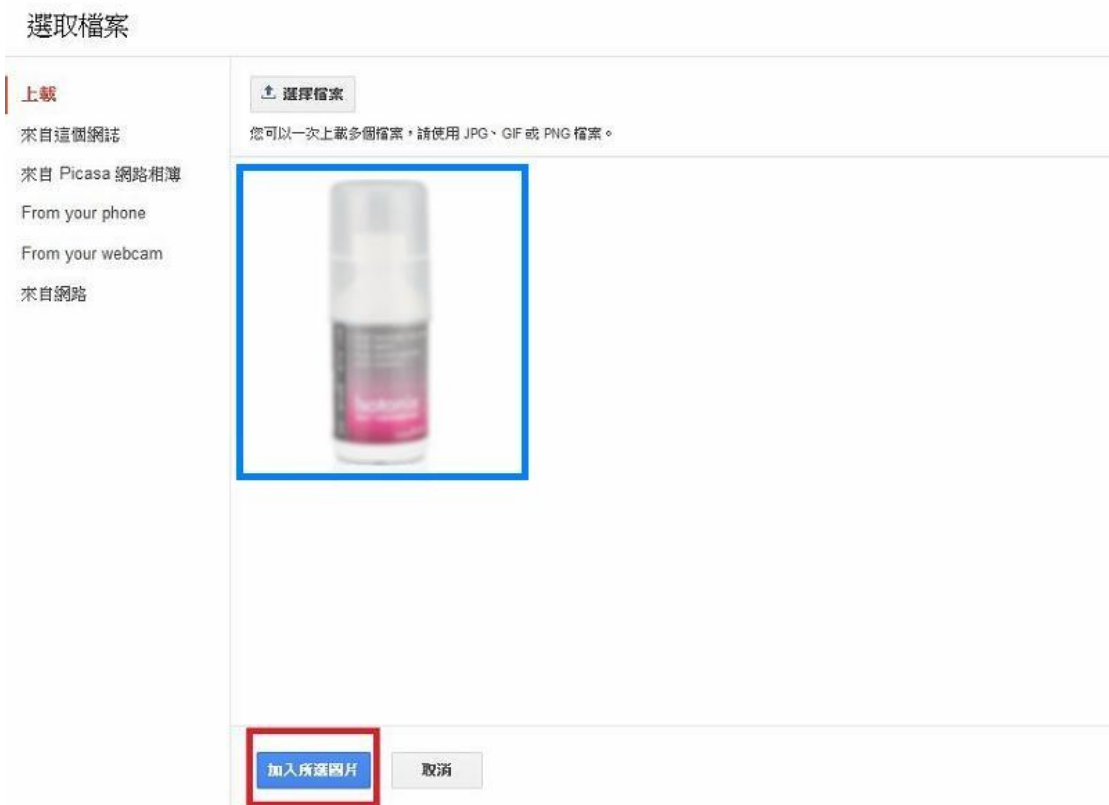 選取檔案
上載
來自這個網誌
來自 Picasa 網路相簿
From your phone
From your webcam
來自網路
選擇檔案
您可以一次上載多個檔案，請使用 JPG、GIF 或 PNG 檔案。
加入所選圖片
取消